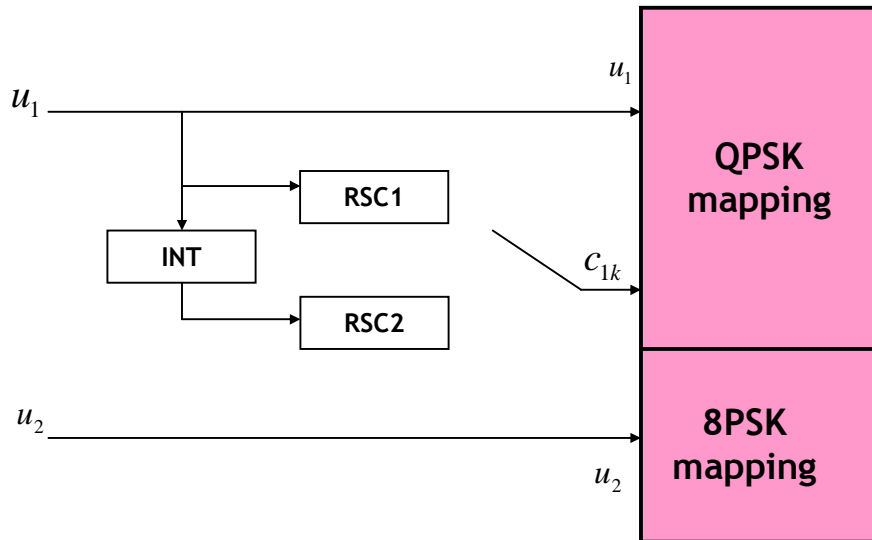 u1
u1
QPSK
mapping
RSC1
INT
c1k
RSC2
u2
8PSK
mapping
u2